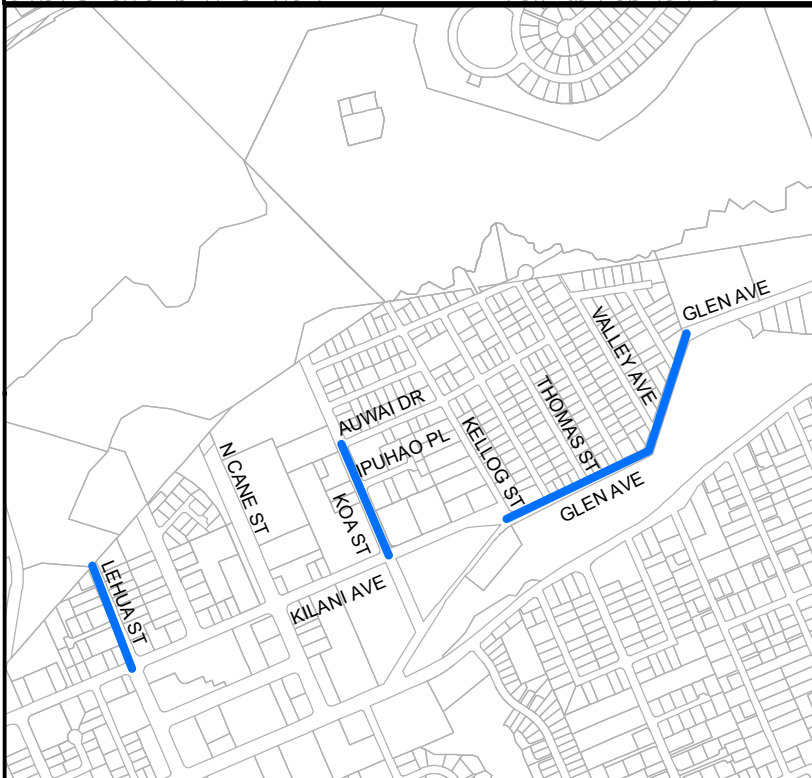 GLEN AVE
VALLEY AVE
THOMAS ST
AUWAI DR
IPUHAO PL
KELLOG ST
N CANE ST
KOA ST
GLEN AVE
LEHUA ST
KILANI AVE